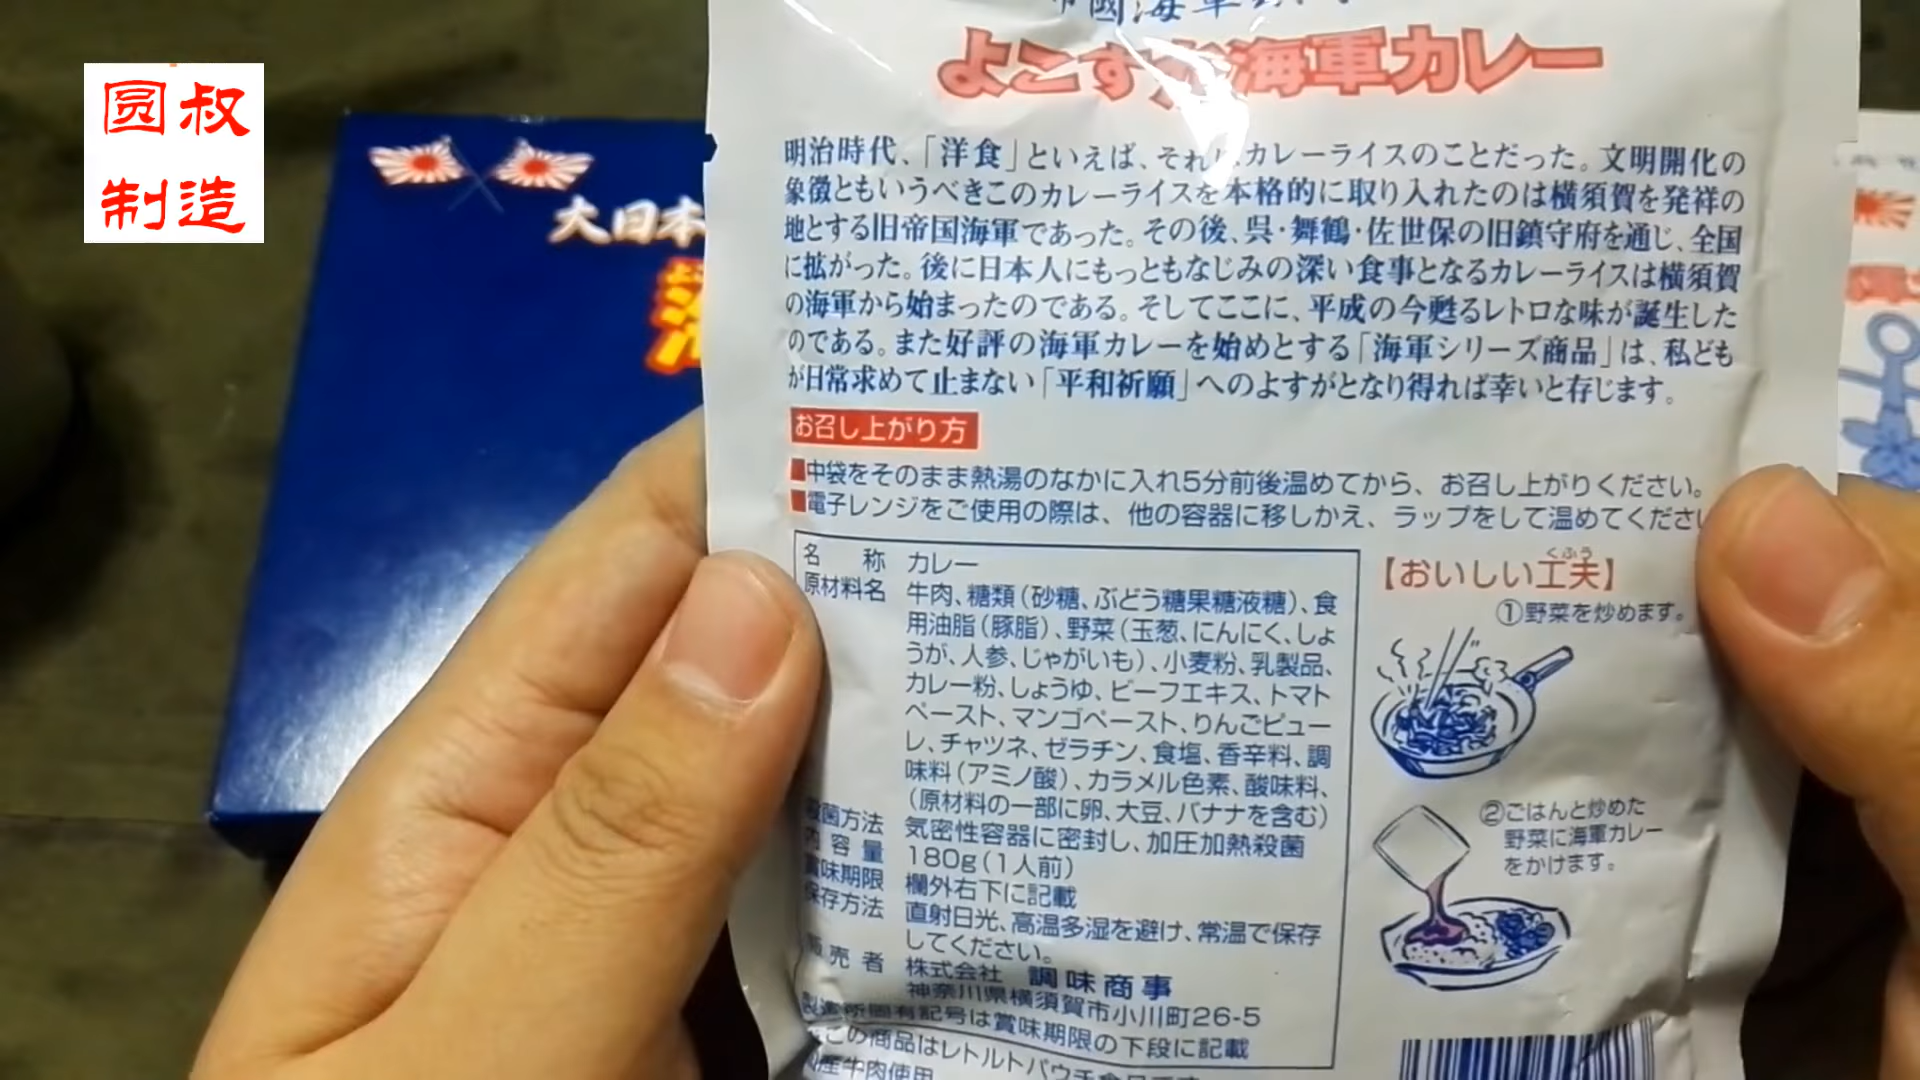 圆叔
制造
大日本
よこすか海軍カレー
明治時代、「洋食」といえば、それはカレーライスのことだった。文明開化の
象徴ともいうべきこのカレーライスを本格的に取り入れたのは横須賀を発祥の
地とする旧帝国海軍であった。その後、呉・舞鶴・佐世保の旧鎮守府を通じ、全国
に拡がった。後に日本人にもっともなじみの深い食事となるカレーライスは横須賀
の海軍から始まったのである。そしてここに、平成の今甦るレトロな味が誕生した
のである。また好評の海軍カレーを始めとする「海軍シリーズ商品」は、私ども
が日常求めて止まない「平和祈願」へのよすがとなり得れば幸いと存じます。
お召し上がり方
■中袋をそのまま熱湯のなかに入れ5分前後温めてから、お召し上がりください。
■電子レンジをご使用の際は、他の容器に移しかえ、ラップをして温めてくださ
名称 カレー
原材料名 牛肉、糖類(砂糖、ぶどう糖果糖液糖)、食
用油脂(豚脂)、野菜(玉葱、にんにく、しょ
うが、人参、じゃがいも)、小麦粉、乳製品、
カレー粉、しょうゆ、ビーフエキス、トマト
ペースト、マンゴペースト、りんごピュー
レ、チャツネ、ゼラチン、食塩、香辛料、調
味料(アミノ酸)、カラメル色素、酸味料、
(原材料の一部に卵、大豆、バナナを含む)
殺菌方法 気密性容器に密封し、加圧加熱殺菌
内容量 180g(1人前)
賞味期限 欄外右下に記載
保存方法 直射日光、高温多湿を避け、常温で保存
してください。
販売者 株式会社 調味商事
神奈川県横須賀市小川町26-5
製造所固有記号は賞味期限の下段に記載
この商品はレトルトパウチ食品です
国産牛肉使用
【おいしい工夫】
くふう
①野菜を炒めます。
②ごはんと炒めた
野菜に海軍カレー
をかけます。